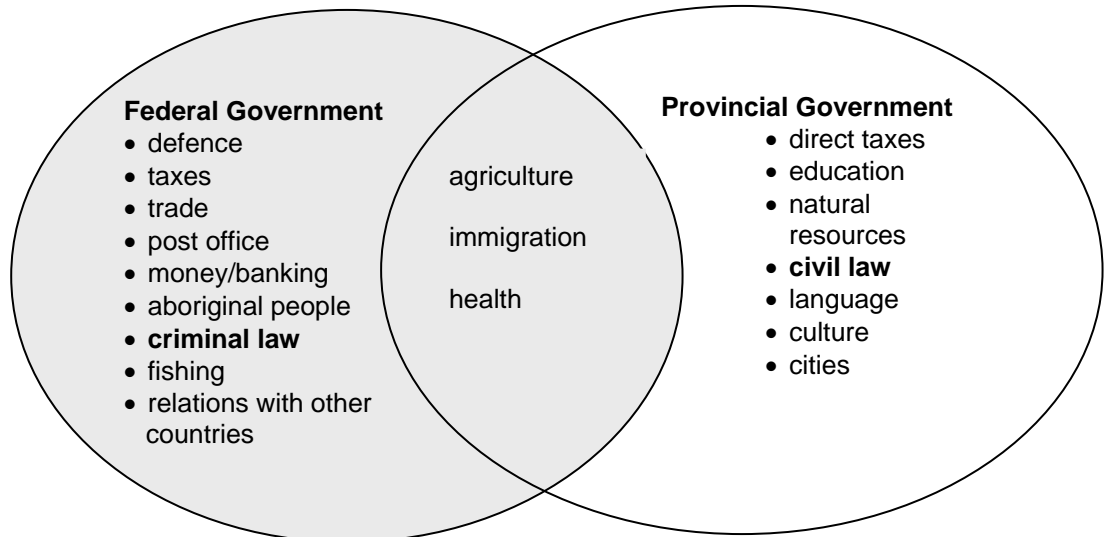 Federal Government
• defence
• taxes
• trade
• post office
• money/banking
• aboriginal people
• criminal law
• fishing
• relations with other
countries
agriculture
immigration
health
Provincial Government
• direct taxes
• education
• natural
resources
• civil law
• language
• culture
• cities